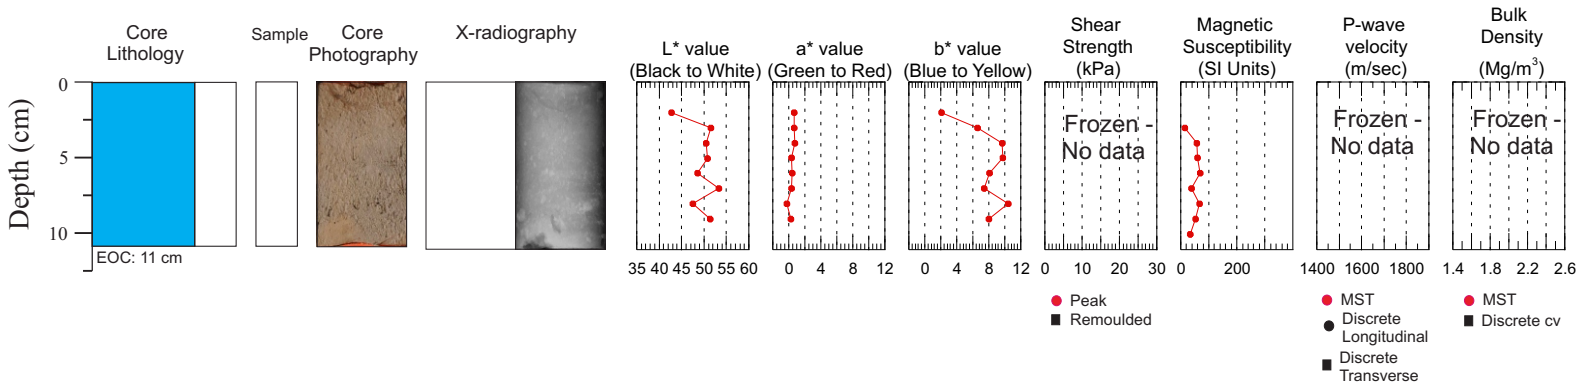 Core
Lithology
Sample
Core
Photography
X-radiography
L* value
(Black to White)
a* value
(Green to Red)
b* value
(Blue to Yellow)
Shear
Strength
(kPa)
Magnetic
Susceptibility
(SI Units)
P-wave
velocity
(m/sec)
Bulk
Density
(Mg/m³)
Depth (cm)
0
5
10
EOC: 11 cm
Frozen -
No data
Frozen -
No data
Frozen -
No data
35 40 45 50 55 60
0 4 8 12
0 4 8 12
0 10 20 30
0 200
1400 1600 1800
1.4 1.8 2.2 2.6
Peak
Remoulded
MST
Discrete
Longitudinal
Discrete
Transverse
MST
Discrete cv